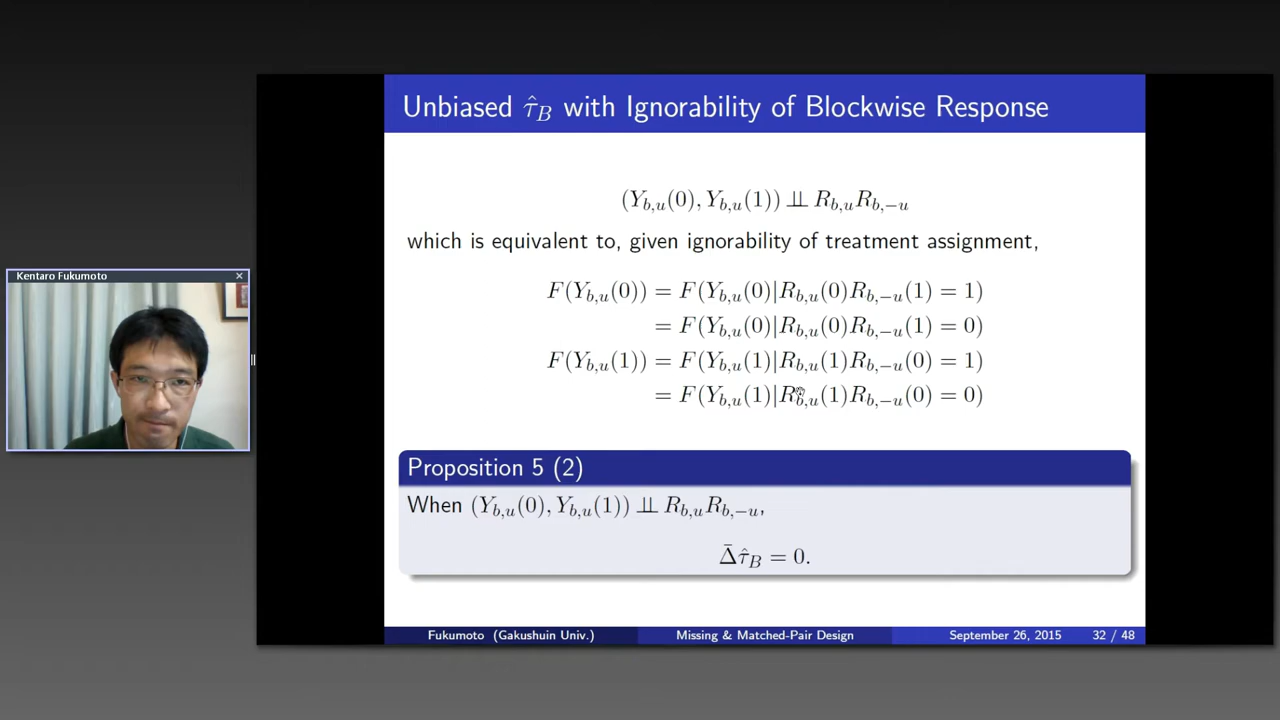 Unbiased τ̂_B with Ignorability of Blockwise Response
(Y_{b,u}(0), Y_{b,u}(1)) ⫫ R_{b,u}R_{b,−u}
which is equivalent to, given ignorability of treatment assignment,
F(Y_{b,u}(0)) = F(Y_{b,u}(0)|R_{b,u}(0)R_{b,−u}(1) = 1)
= F(Y_{b,u}(0)|R_{b,u}(0)R_{b,−u}(1) = 0)
F(Y_{b,u}(1)) = F(Y_{b,u}(1)|R_{b,u}(1)R_{b,−u}(0) = 1)
= F(Y_{b,u}(1)|R_{b,u}(1)R_{b,−u}(0) = 0)
Kentaro Fukumoto
Proposition 5 (2)
When (Y_{b,u}(0), Y_{b,u}(1)) ⫫ R_{b,u}R_{b,−u},
Δ̄τ̂_B = 0.
Fukumoto (Gakushuin Univ.) Missing & Matched-Pair Design September 26, 2015 32 / 48